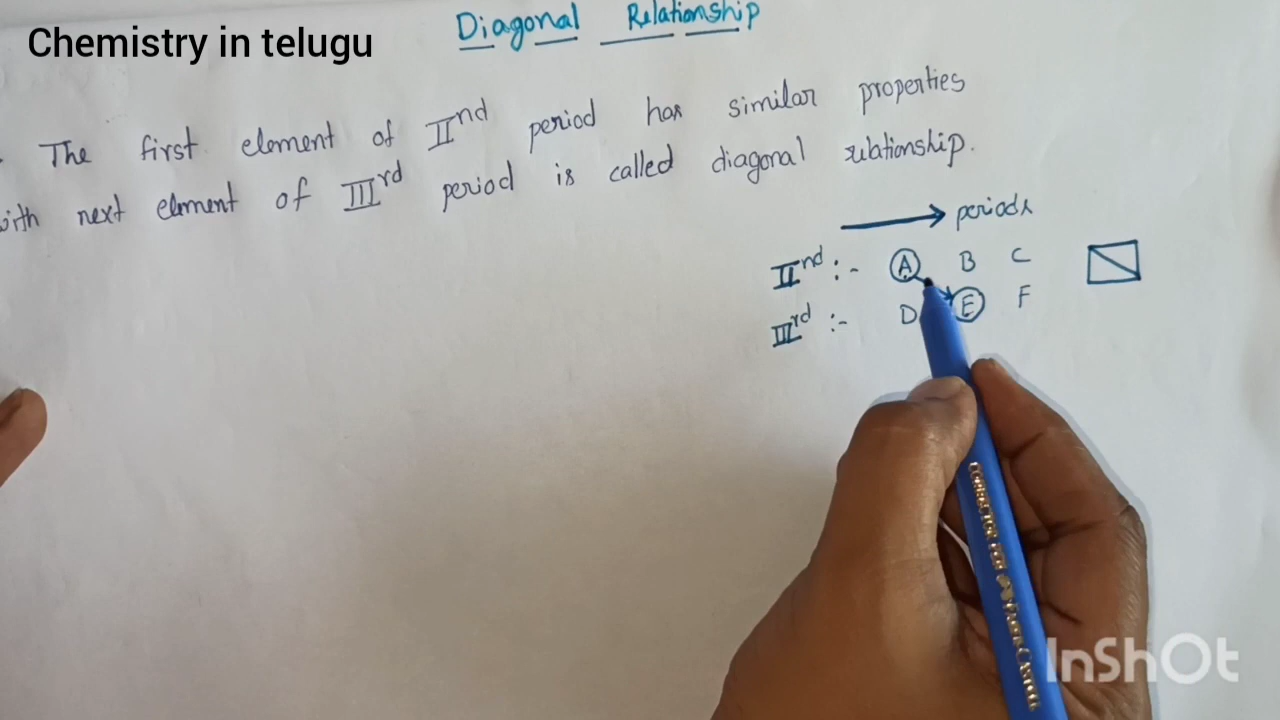 Diagonal Relationship
Chemistry in telugu
The first element of IInd period has similar properties
with next elment of IIIrd period is called diagonal relationship.
→ periods
IInd :- A B C
IIIrd :- D E F
InShOt